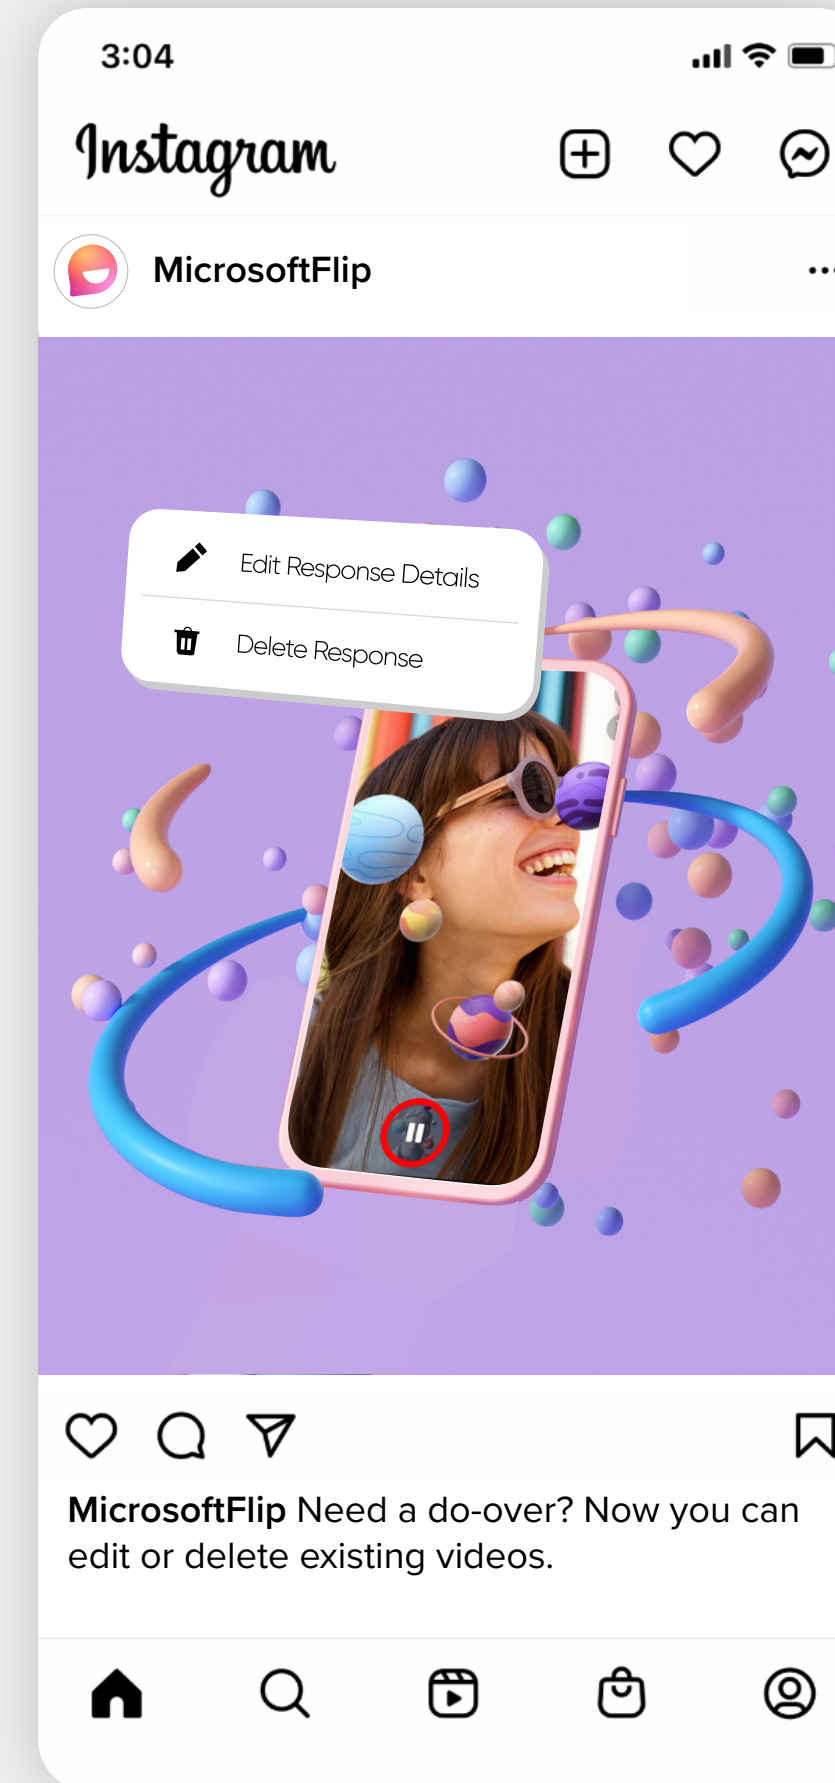 3:04
Instagram
MicrosoftFlip
Edit Response Details
Delete Response
MicrosoftFlip Need a do-over? Now you can
edit or delete existing videos.